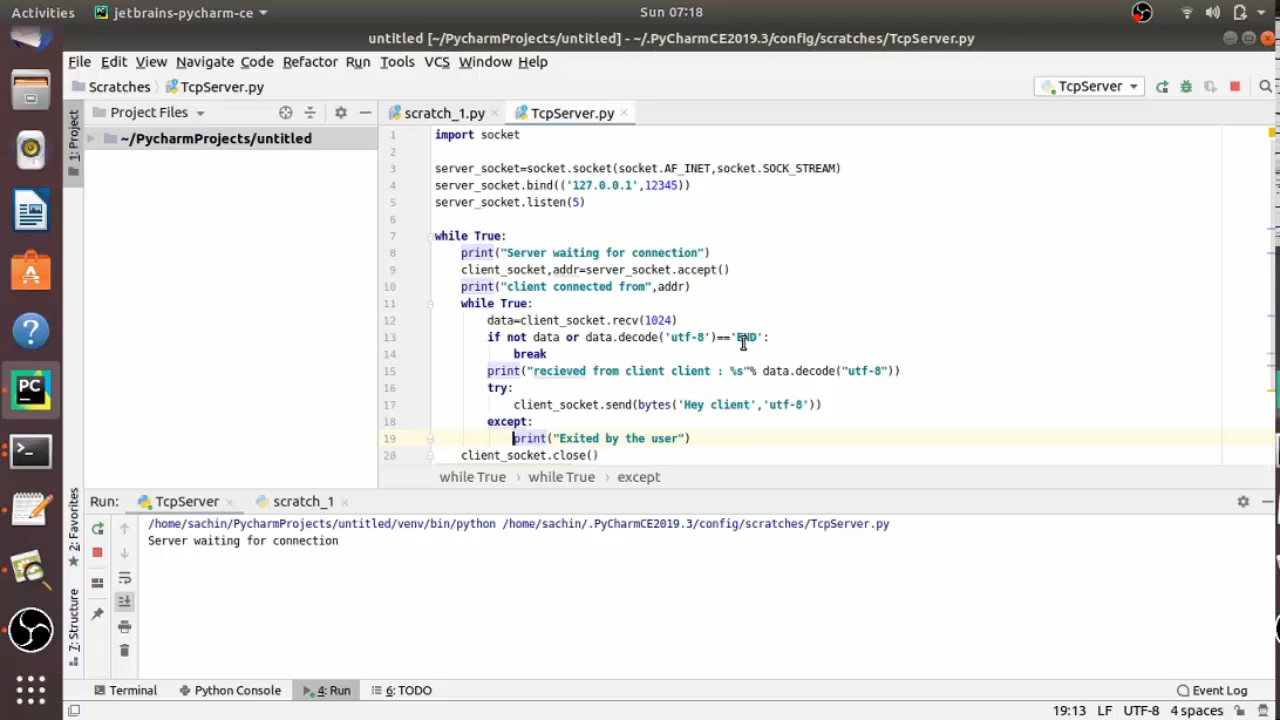 Activities jetbrains-pycharm-ce Sun 07:18
untitled [~/PycharmProjects/untitled] - ~/.PyCharmCE2019.3/config/scratches/TcpServer.py
File Edit View Navigate Code Refactor Run Tools VCS Window Help
Scratches TcpServer.py TcpServer
1: Project
Project Files
~/PycharmProjects/untitled
scratch_1.py TcpServer.py
1 import socket
2
3 server_socket=socket.socket(socket.AF_INET,socket.SOCK_STREAM)
4 server_socket.bind(('127.0.0.1',12345))
5 server_socket.listen(5)
6
7 while True:
8 print("Server waiting for connection")
9 client_socket,addr=server_socket.accept()
10 print("client connected from",addr)
11 while True:
12 data=client_socket.recv(1024)
13 if not data or data.decode('utf-8')=='END':
14 break
15 print("recieved from client client : %s"% data.decode("utf-8"))
16 try:
17 client_socket.send(bytes('Hey client','utf-8'))
18 except:
19 print("Exited by the user")
20 client_socket.close()
while True › while True › except
2: Favorites
7: Structure
Run: TcpServer scratch_1
/home/sachin/PycharmProjects/untitled/venv/bin/python /home/sachin/.PyCharmCE2019.3/config/scratches/TcpServer.py
Server waiting for connection
Terminal Python Console 4: Run 6: TODO Event Log
19:13 LF UTF-8 4 spaces